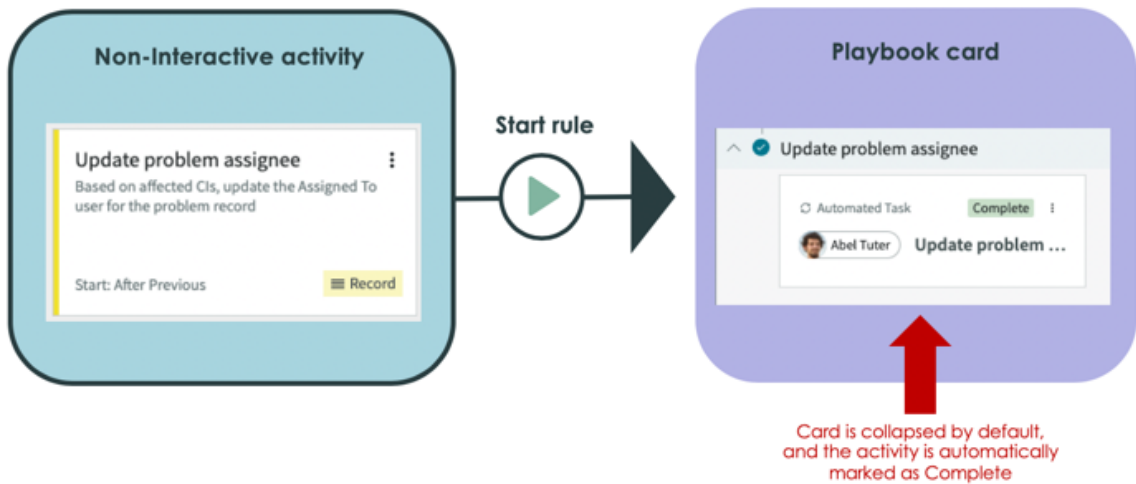 Non-Interactive activity
Update problem assignee
Based on affected CIs, update the Assigned To
user for the problem record
Start: After Previous
Record
Start rule
Playbook card
Update problem assignee
Automated Task
Complete
Abel Tuter
Update problem ...
Card is collapsed by default,
and the activity is automatically
marked as Complete